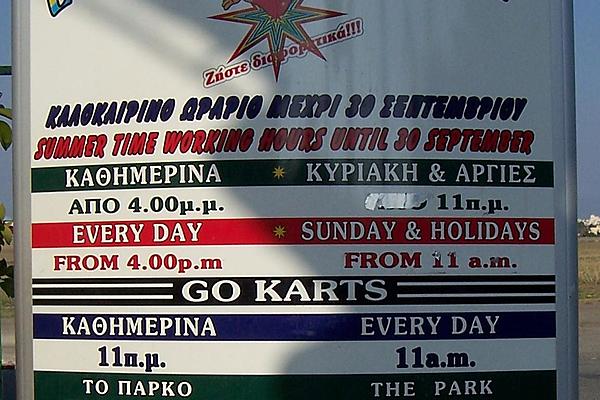 Ζήστε διαφορετικά!!!
ΚΑΛΟΚΑΙΡΙΝΟ ΩΡΑΡΙΟ ΜΕΧΡΙ 30 ΣΕΠΤΕΜΒΡΙΟΥ
SUMMER TIME WORKING HOURS UNTIL 30 SEPTEMBER
ΚΑΘΗΜΕΡΙΝΑ ΚΥΡΙΑΚΗ & ΑΡΓΙΕΣ
ΑΠΟ 4.00μ.μ. ΑΠΟ 11π.μ.
EVERY DAY SUNDAY & HOLIDAYS
FROM 4.00p.m FROM 11 a.m.
GO KARTS
ΚΑΘΗΜΕΡΙΝΑ EVERY DAY
11π.μ. 11a.m.
ΤΟ ΠΑΡΚΟ THE PARK